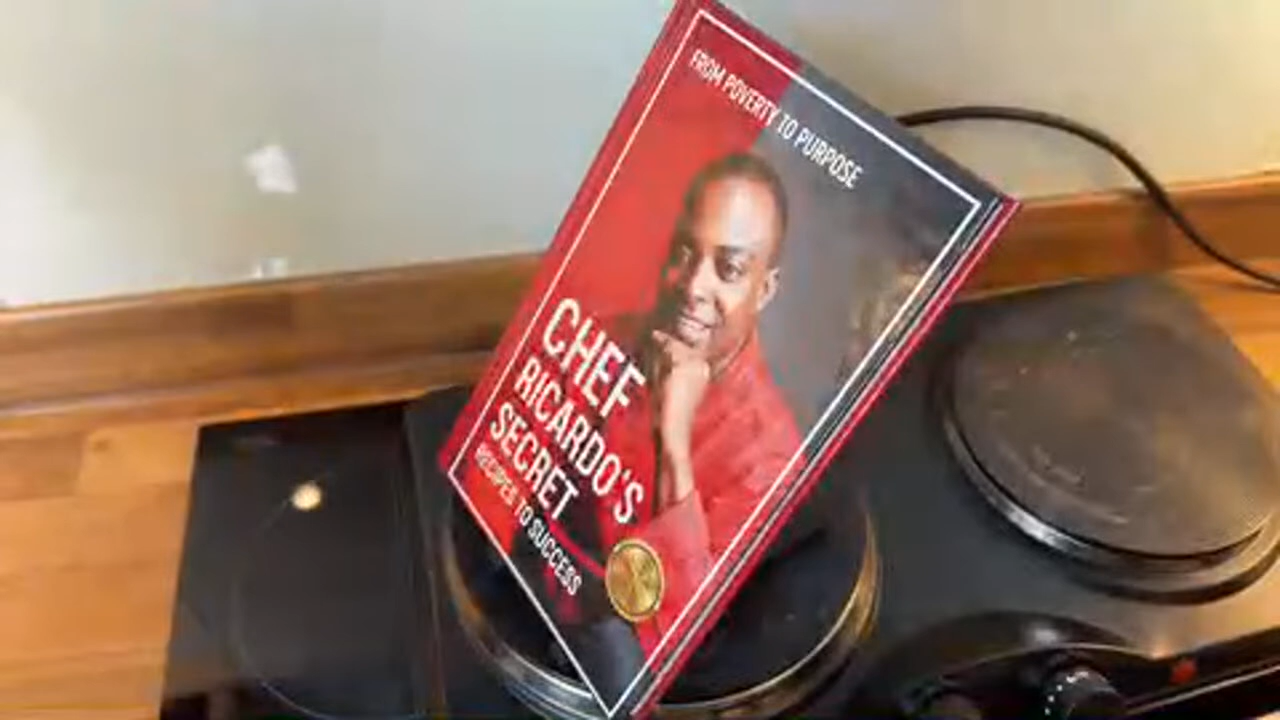 FROM POVERTY TO PURPOSE
CHEF
RICARDO'S
SECRET
RECIPES TO SUCCESS